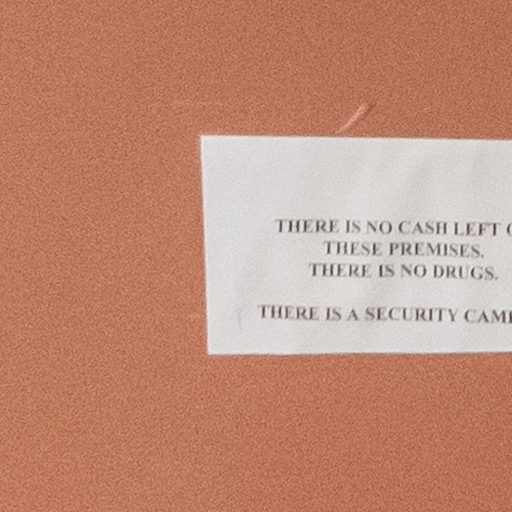 THERE IS NO CASH LEFT
THESE PREMISES.
THERE IS NO DRUGS.
THERE IS A SECURITY